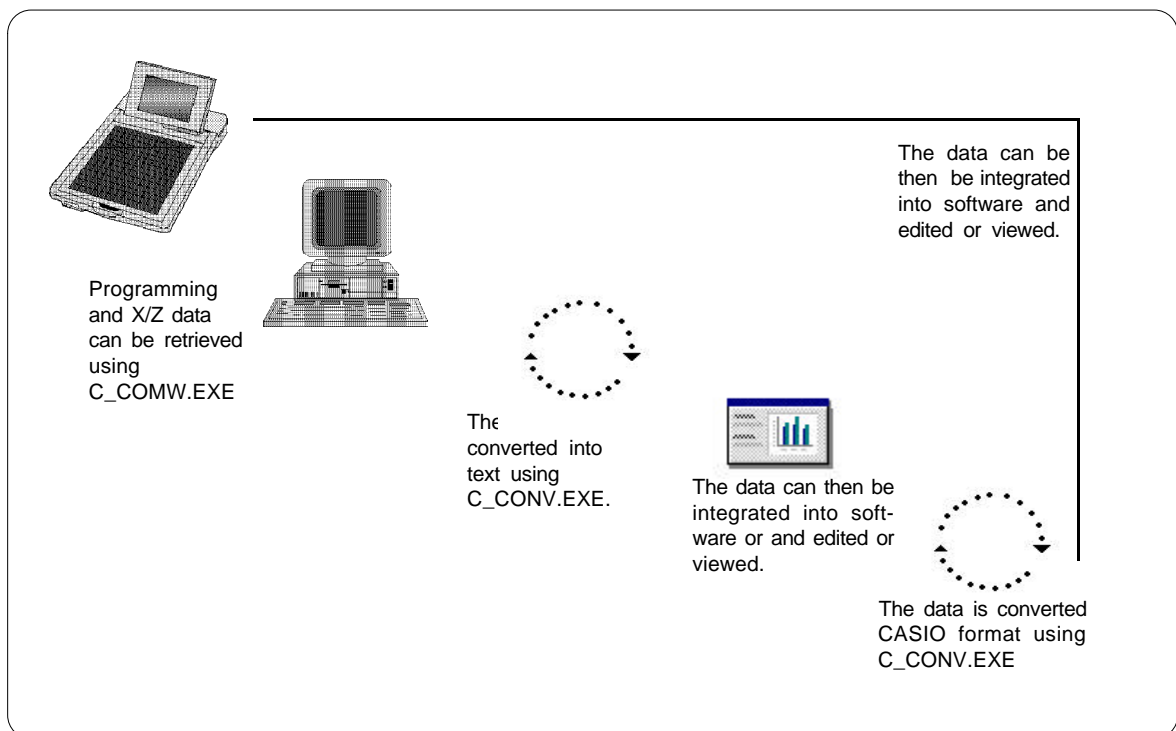 Programming
and X/Z data
can be retrieved
using
C_COMW.EXE
The
converted into
text using
C_CONV.EXE.
The data can then be
integrated into soft-
ware or and edited or
viewed.
The data is converted
CASIO format using
C_CONV.EXE
The data can be
then be integrated
into software and
edited or viewed.